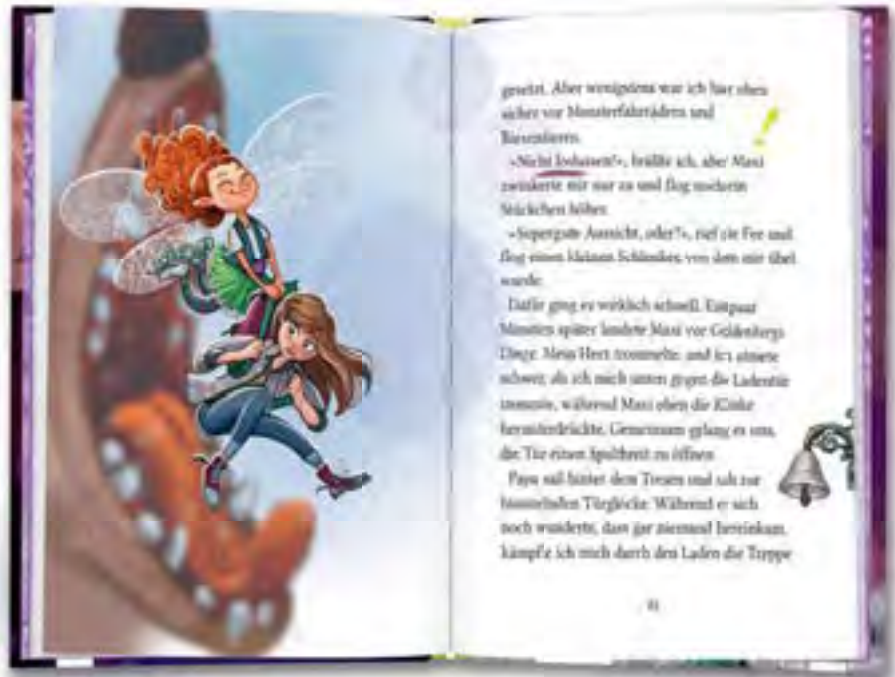 gesetzt. Aber wenigstens war ich hier oben
sicher vor Monsterfahrrädern und
Riesentieren.
»Nicht loslassen!«, brüllte ich, aber Maxi
zwinkerte mir nur zu und flog noch ein
Stückchen höher.
»Supergute Aussicht, oder?«, rief die Fee und
flog einen kleinen Schlenker, von dem mir übel
wurde.
Dafür ging es wirklich schnell. Ein paar
Minuten später landete Maxi vor Goldenbergs
Dinge. Mein Herz trommelte, und ich atmete
schwer, als ich mich unten gegen die Ladentür
stemmte, während Maxi oben die Klinke
herunterdrückte. Gemeinsam gelang es uns,
die Tür einen Spaltbreit zu öffnen.
Papa saß hinter dem Tresen und sah zur
bimmelnden Türglocke. Während er sich
noch wunderte, dass gar niemand hereinkam,
kämpfte ich mich durch den Laden die Treppe